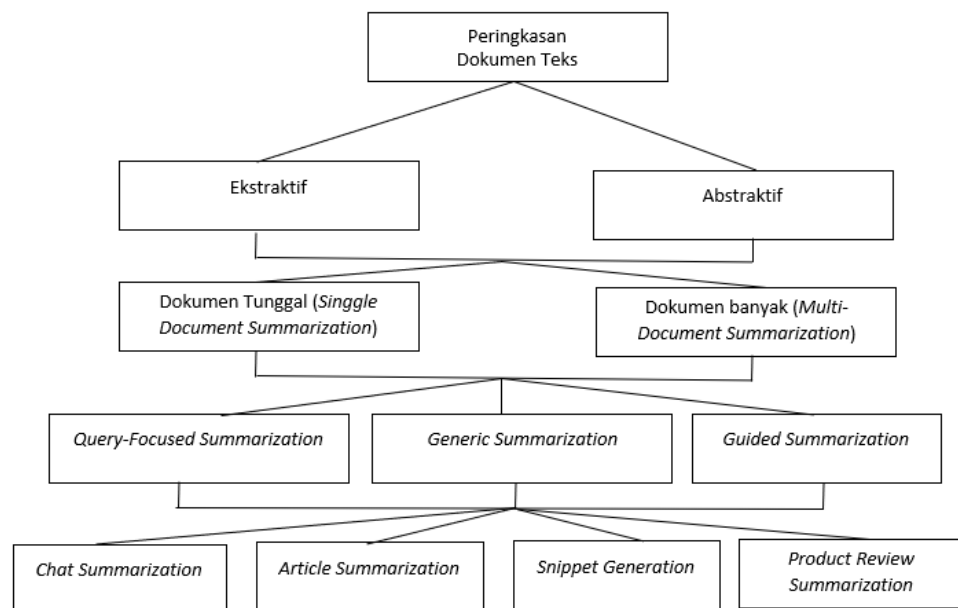 Peringkasan
Dokumen Teks
Ekstraktif
Abstraktif
Dokumen Tunggal (Singgle
Document Summarization)
Dokumen banyak (Multi-
Document Summarization)
Query-Focused Summarization
Generic Summarization
Guided Summarization
Chat Summarization
Article Summarization
Snippet Generation
Product Review
Summarization